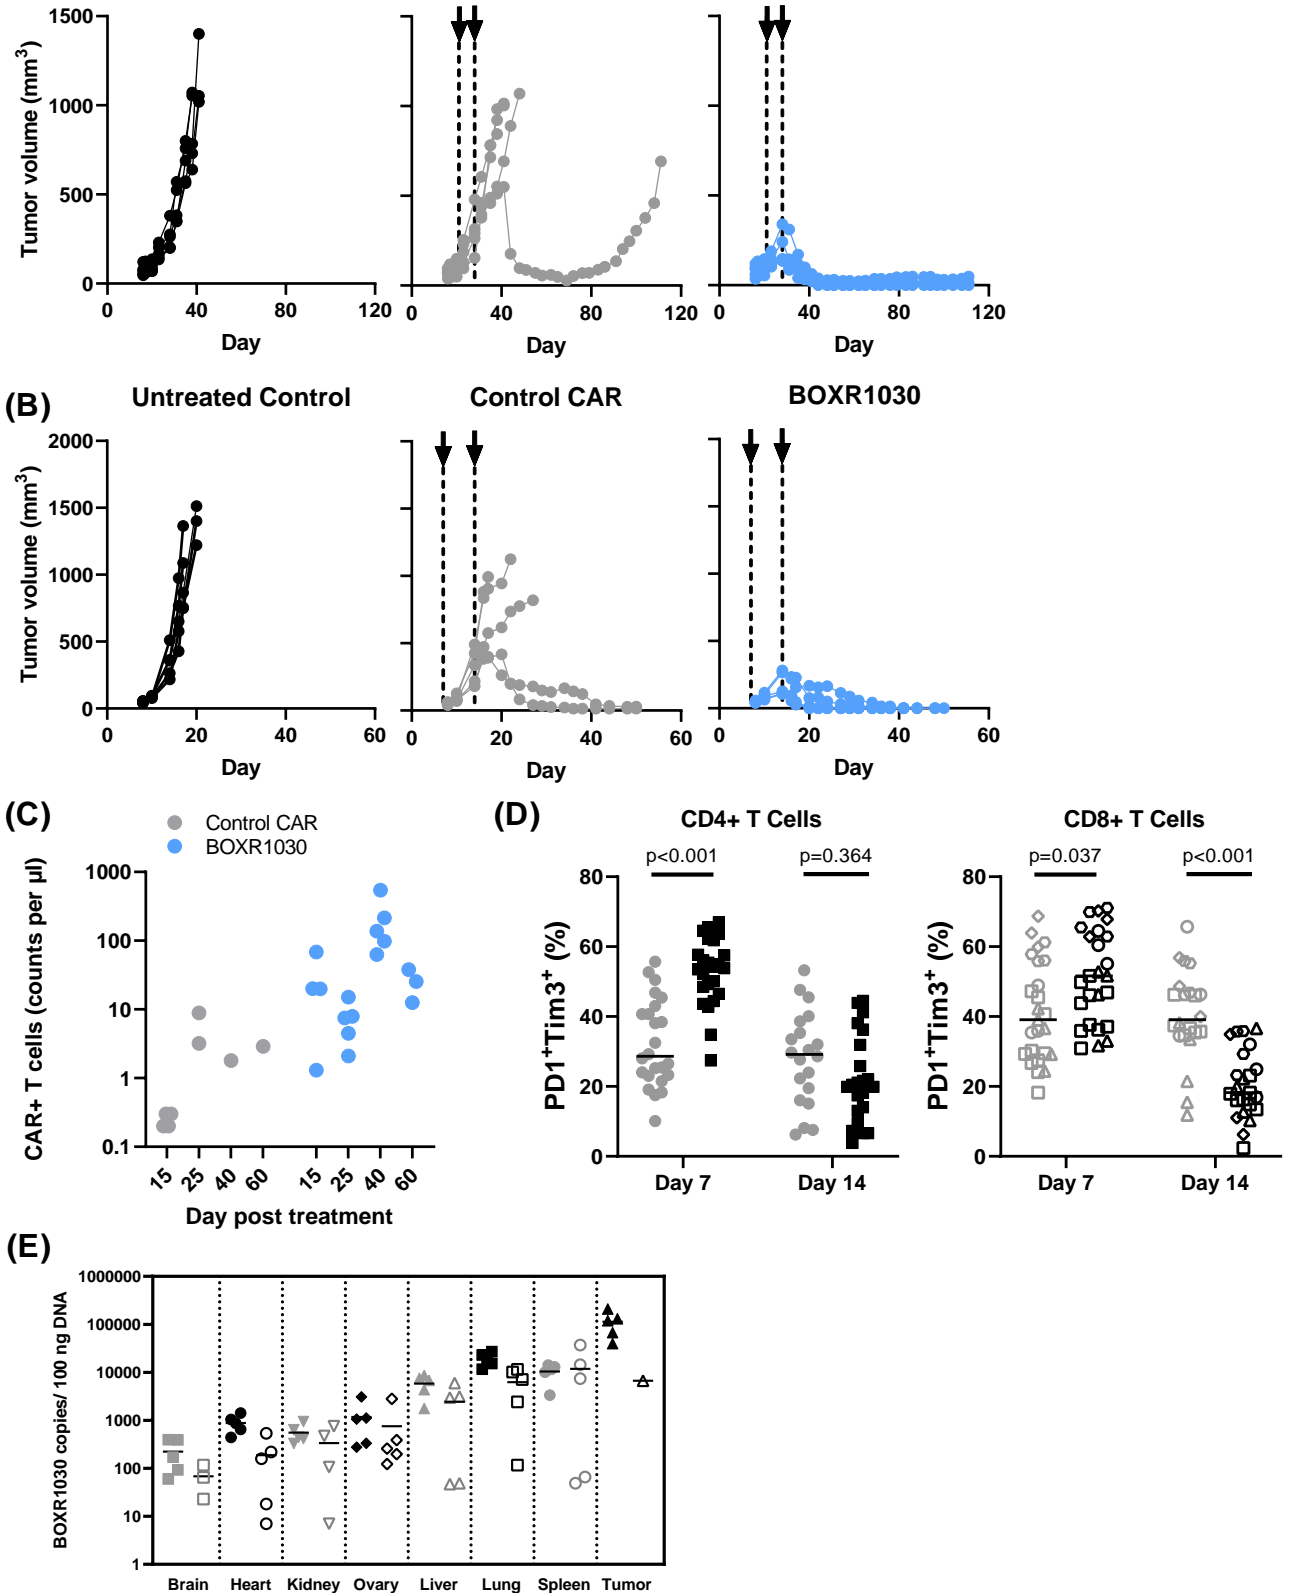 1500
1000
500
0
Tumor volume (mm3)
0 40 80 120
Day
0 40 80 120
Day
0 40 80 120
Day
(B)
Untreated Control
Control CAR
BOXR1030
2000
1500
1000
500
0
Tumor volume (mm3)
0 20 40 60
Day
0 20 40 60
Day
0 20 40 60
Day
(C)
Control CAR
BOXR1030
CAR+ T cells (counts per µl)
1000
100
10
1
0.1
15 25 40 60 15 25 40 60
Day post treatment
(D)
CD4+ T Cells
p<0.001 p=0.364
PD1+Tim3+ (%)
80
60
40
20
0
Day 7 Day 14
CD8+ T Cells
p=0.037 p<0.001
PD1+Tim3+ (%)
80
60
40
20
0
Day 7 Day 14
(E)
BOXR1030 copies/ 100 ng DNA
1000000
100000
10000
1000
100
10
1
Brain Heart Kidney Ovary Liver Lung Spleen Tumor